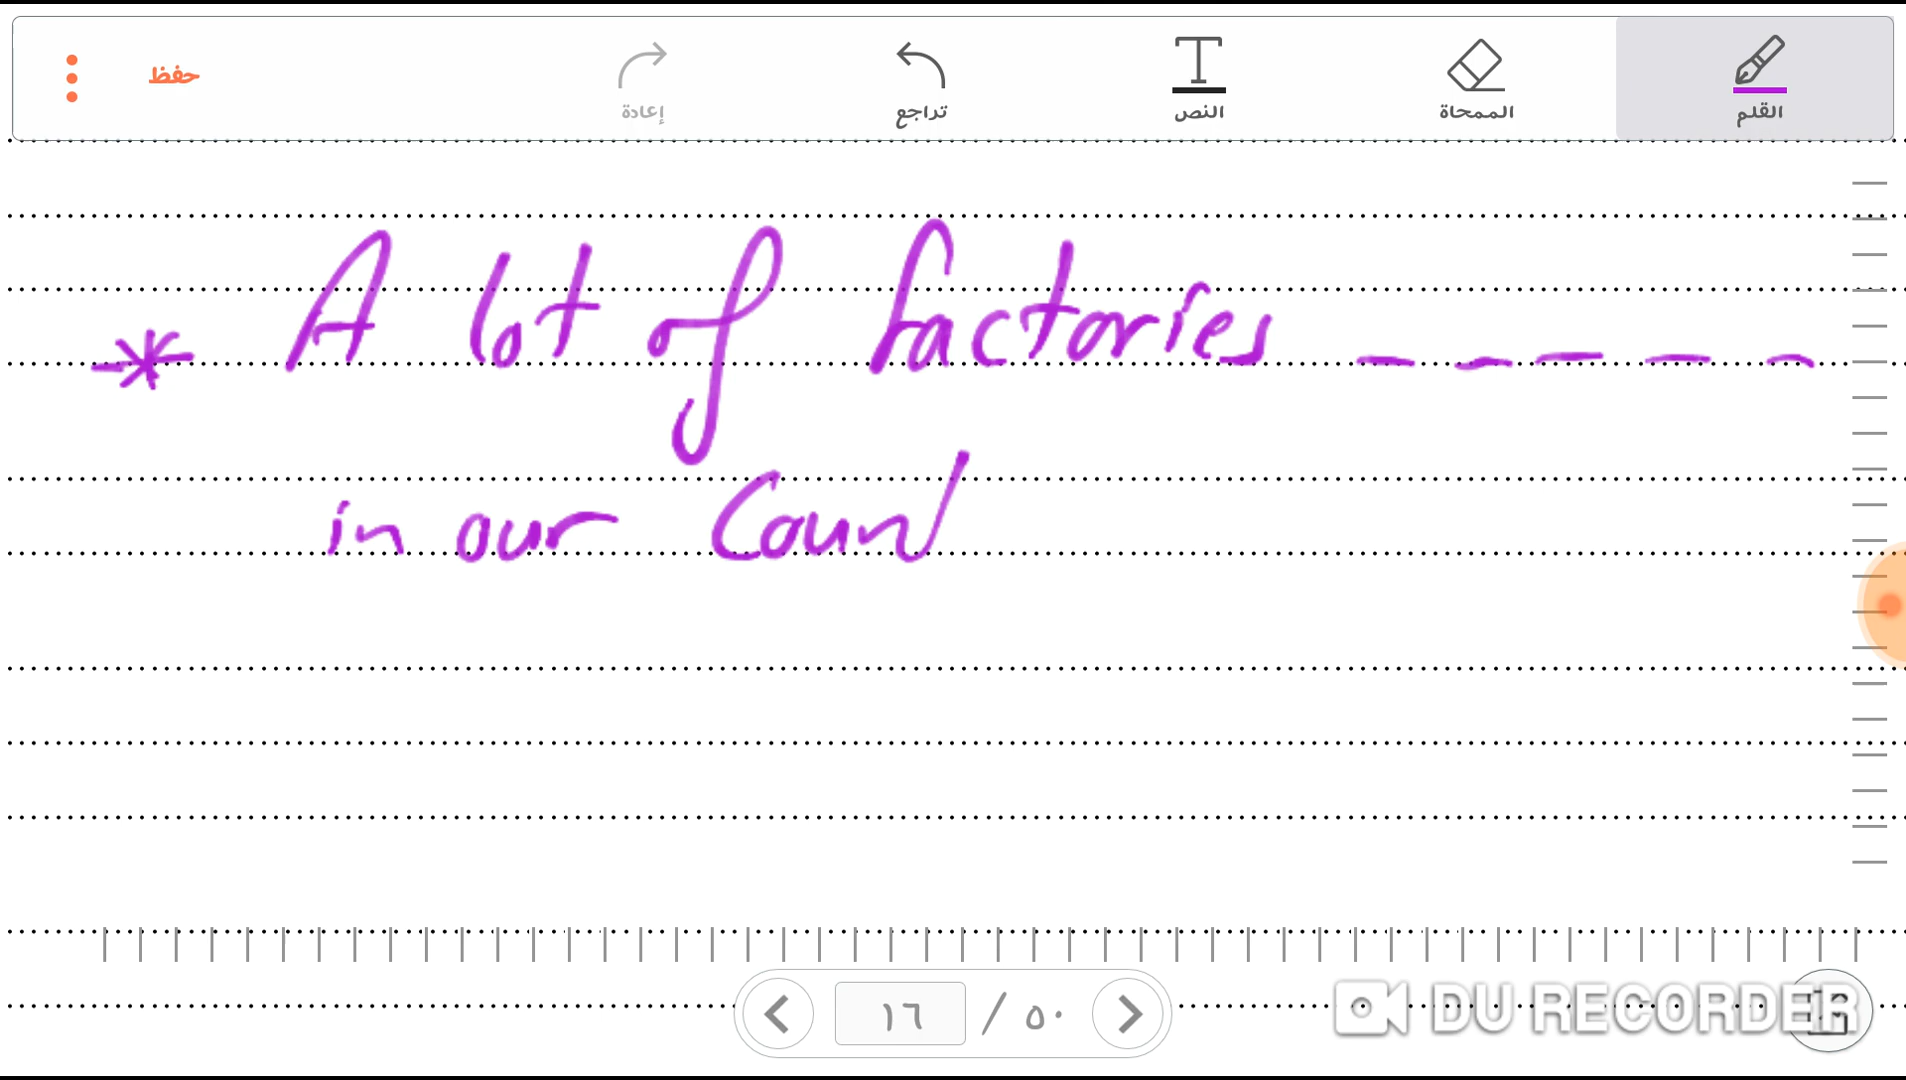 حفظ إعادة تراجع النص الممحاة القلم
* A lot of factories _ _ _ _ _
in our Coun
١٦ / ٥٠
DU RECORDER